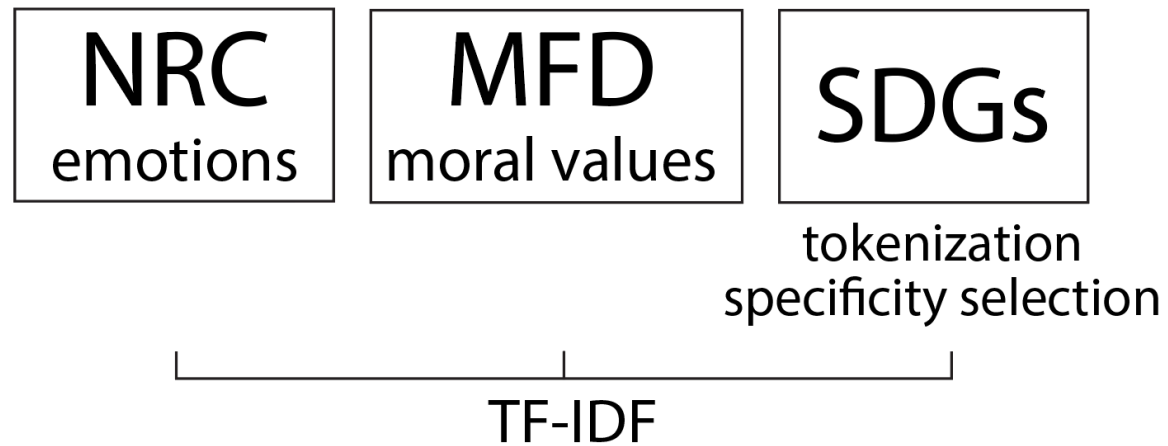 NRC
emotions
MFD
moral values
SDGs
tokenization
specificity selection
TF-IDF